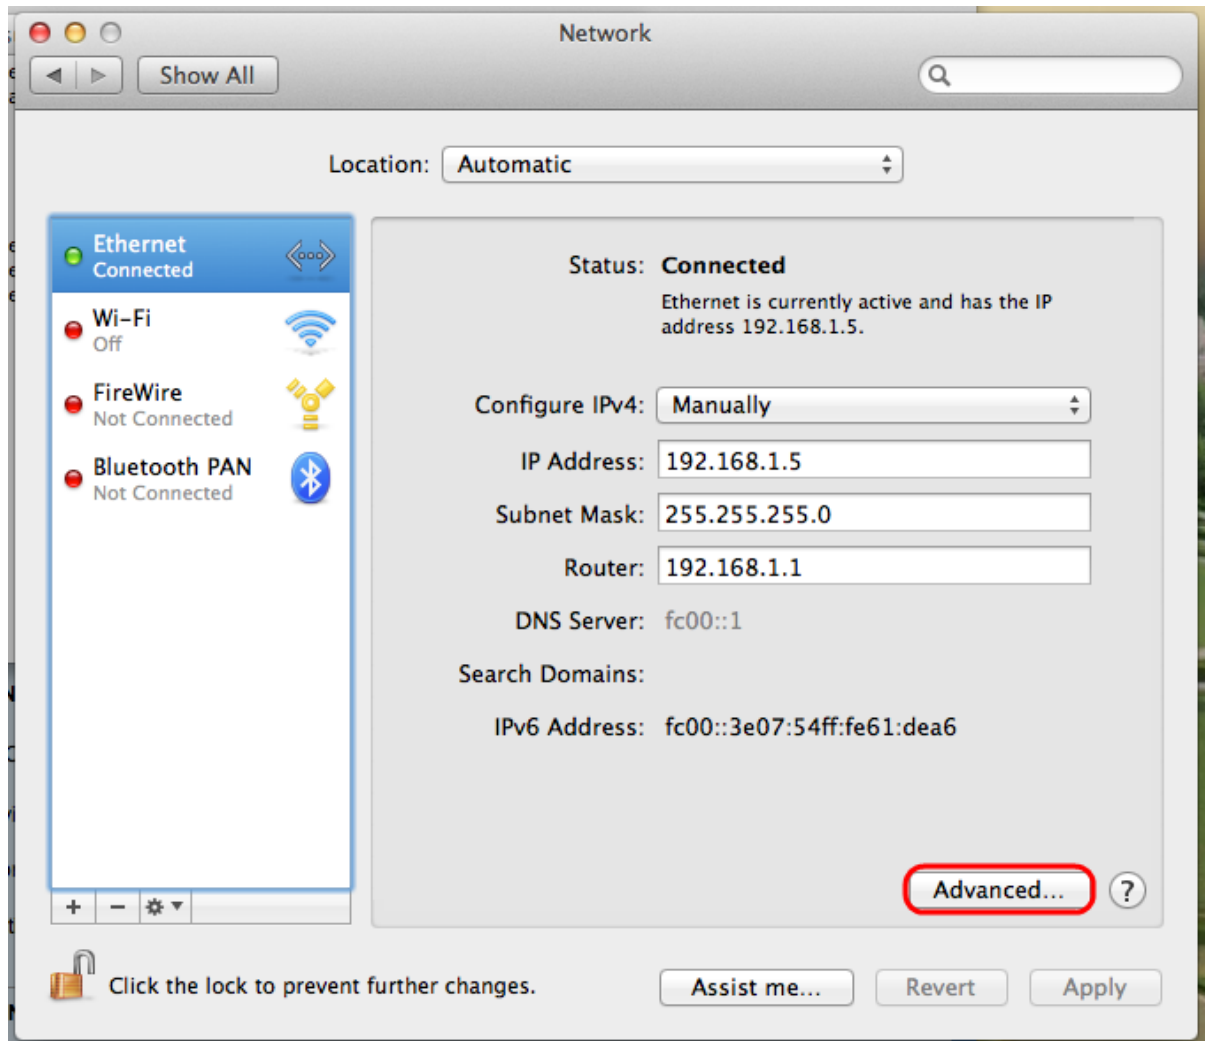 Network
Show All
Location: Automatic
Ethernet
Connected
Wi-Fi
Off
FireWire
Not Connected
Bluetooth PAN
Not Connected
Status: Connected
Ethernet is currently active and has the IP
address 192.168.1.5.
Configure IPv4: Manually
IP Address: 192.168.1.5
Subnet Mask: 255.255.255.0
Router: 192.168.1.1
DNS Server: fc00::1
Search Domains:
IPv6 Address: fc00::3e07:54ff:fe61:dea6
Advanced... ?
Click the lock to prevent further changes.
Assist me... Revert Apply